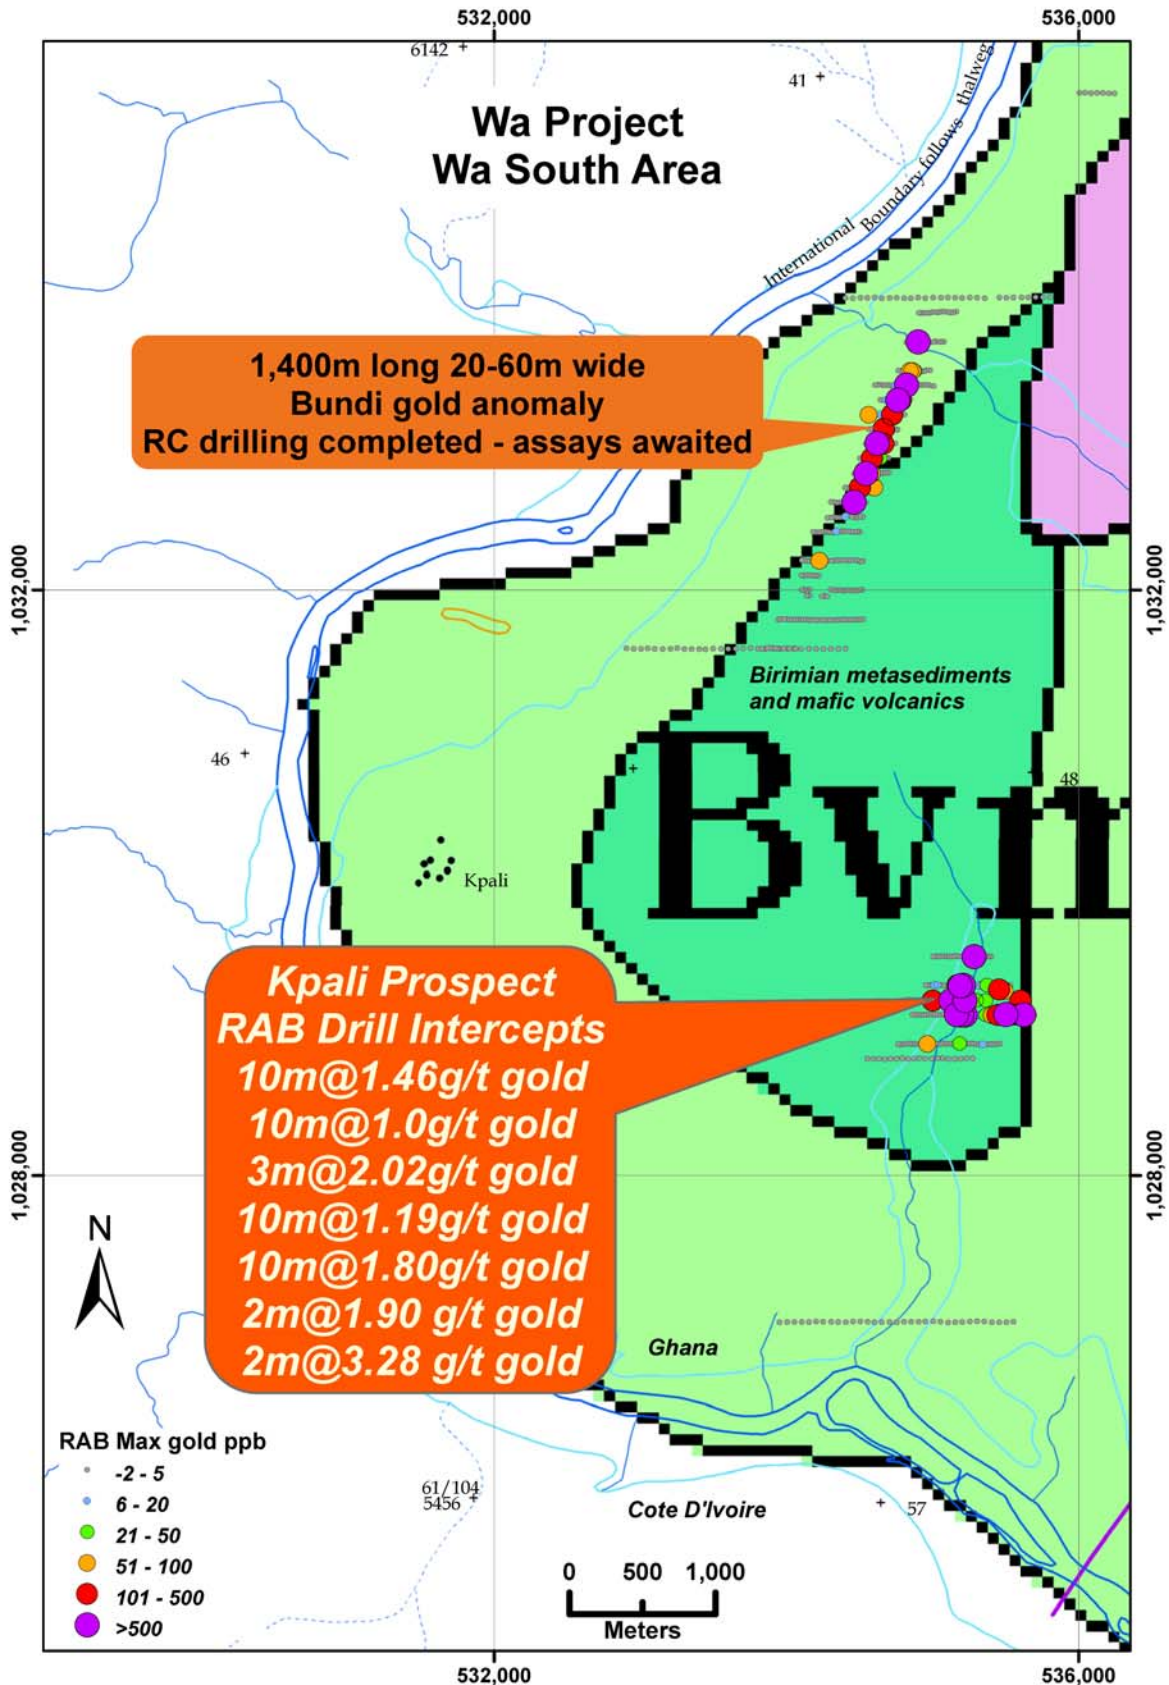 532,000
536,000
6142
41
Wa Project
Wa South Area
International Boundary follows thalweg
1,400m long 20-60m wide
Bundi gold anomaly
RC drilling completed - assays awaited
1,032,000
1,032,000
Birimian metasediments
and mafic volcanics
46
48
Bvm
Kpali
Kpali Prospect
RAB Drill Intercepts
10m@1.46g/t gold
10m@1.0g/t gold
3m@2.02g/t gold
10m@1.19g/t gold
10m@1.80g/t gold
2m@1.90 g/t gold
2m@3.28 g/t gold
1,028,000
1,028,000
N
Ghana
RAB Max gold ppb
-2 - 5
6 - 20
21 - 50
51 - 100
101 - 500
>500
61/104
5456
Cote D'Ivoire
57
0 500 1,000
Meters
532,000
536,000